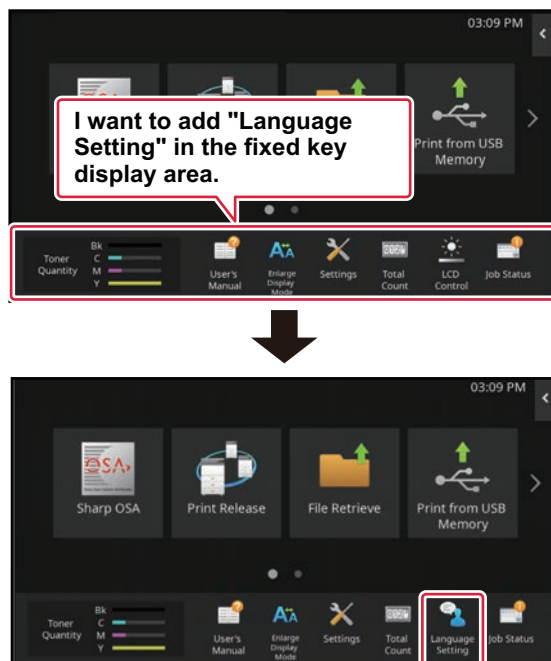 03:09 PM
I want to add "Language
Setting" in the fixed key
display area.
Print from USB
Memory
Toner
Quantity
Bk
C
M
Y
User's
Manual
Enlarge
Display
Mode
Settings
Total
Count
LCD
Control
Job Status
03:09 PM
Sharp OSA
Print Release
File Retrieve
Print from USB
Memory
Toner
Quantity
Bk
C
M
Y
User's
Manual
Enlarge
Display
Mode
Settings
Total
Count
Language
Setting
Job Status